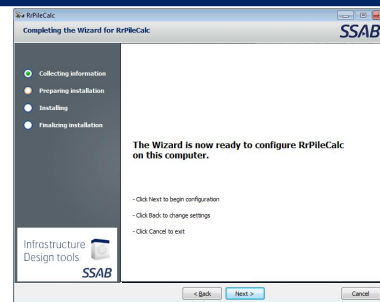 RrPileCalc
Completing the Wizard for RrPileCalc
SSAB
Collecting information
Preparing installation
Installing
Finalizing installation
The Wizard is now ready to configure RrPileCalc
on this computer.
- Click Next to begin configuration
- Click Back to change settings
- Click Cancel to exit
Infrastructure
Design tools
SSAB
< Back
Next >
Cancel